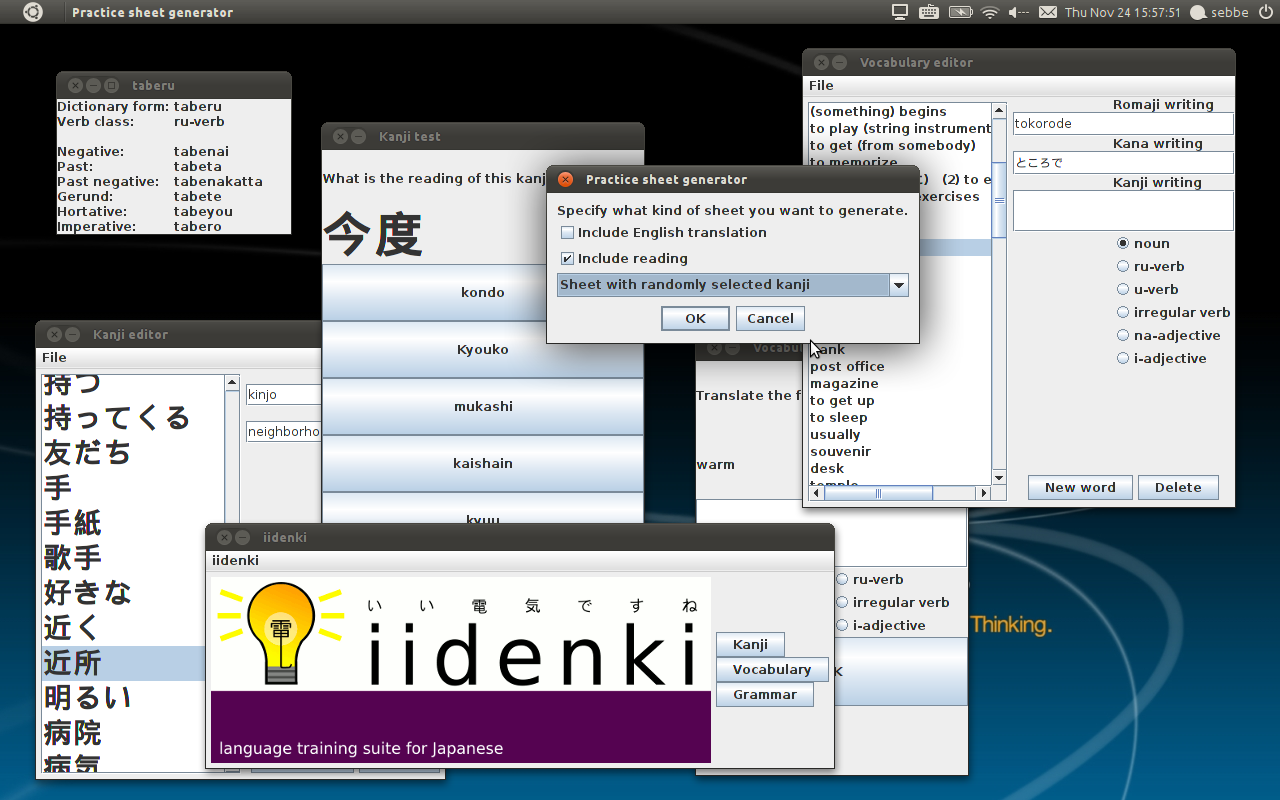 Practice sheet generator
Thu Nov 24 15:57:51 sebbe
taberu
Dictionary form: taberu
Verb class: ru-verb
Negative: tabenai
Past: tabeta
Past negative: tabenakatta
Gerund: tabete
Hortative: tabeyou
Imperative: tabero
Kanji test
What is the reading of this kanj
今度
kondo
Kyouko
mukashi
kaishain
kyuu
Practice sheet generator
Specify what kind of sheet you want to generate.
Include English translation
Include reading
Sheet with randomly selected kanji
OK
Cancel
Vocabulary editor
File
(something) begins
to play (string instrument
to get (from somebody)
to memorize
(2) to e
exercises
post office
magazine
to get up
to sleep
usually
souvenir
desk
temple
Romaji writing
tokorode
Kana writing
ところで
Kanji writing
noun
ru-verb
u-verb
irregular verb
na-adjective
i-adjective
New word
Delete
Kanji editor
File
持つ
持ってくる
友だち
手
手紙
歌手
好きな
近く
近所
明るい
病院
病気
kinjo
neighborho
Vocabu
Translate the f
warm
ru-verb
irregular verb
i-adjective
K
iidenki
iidenki
電
い い 電 気 で す ね
iidenki
language training suite for Japanese
Kanji
Vocabulary
Grammar
Thinking.